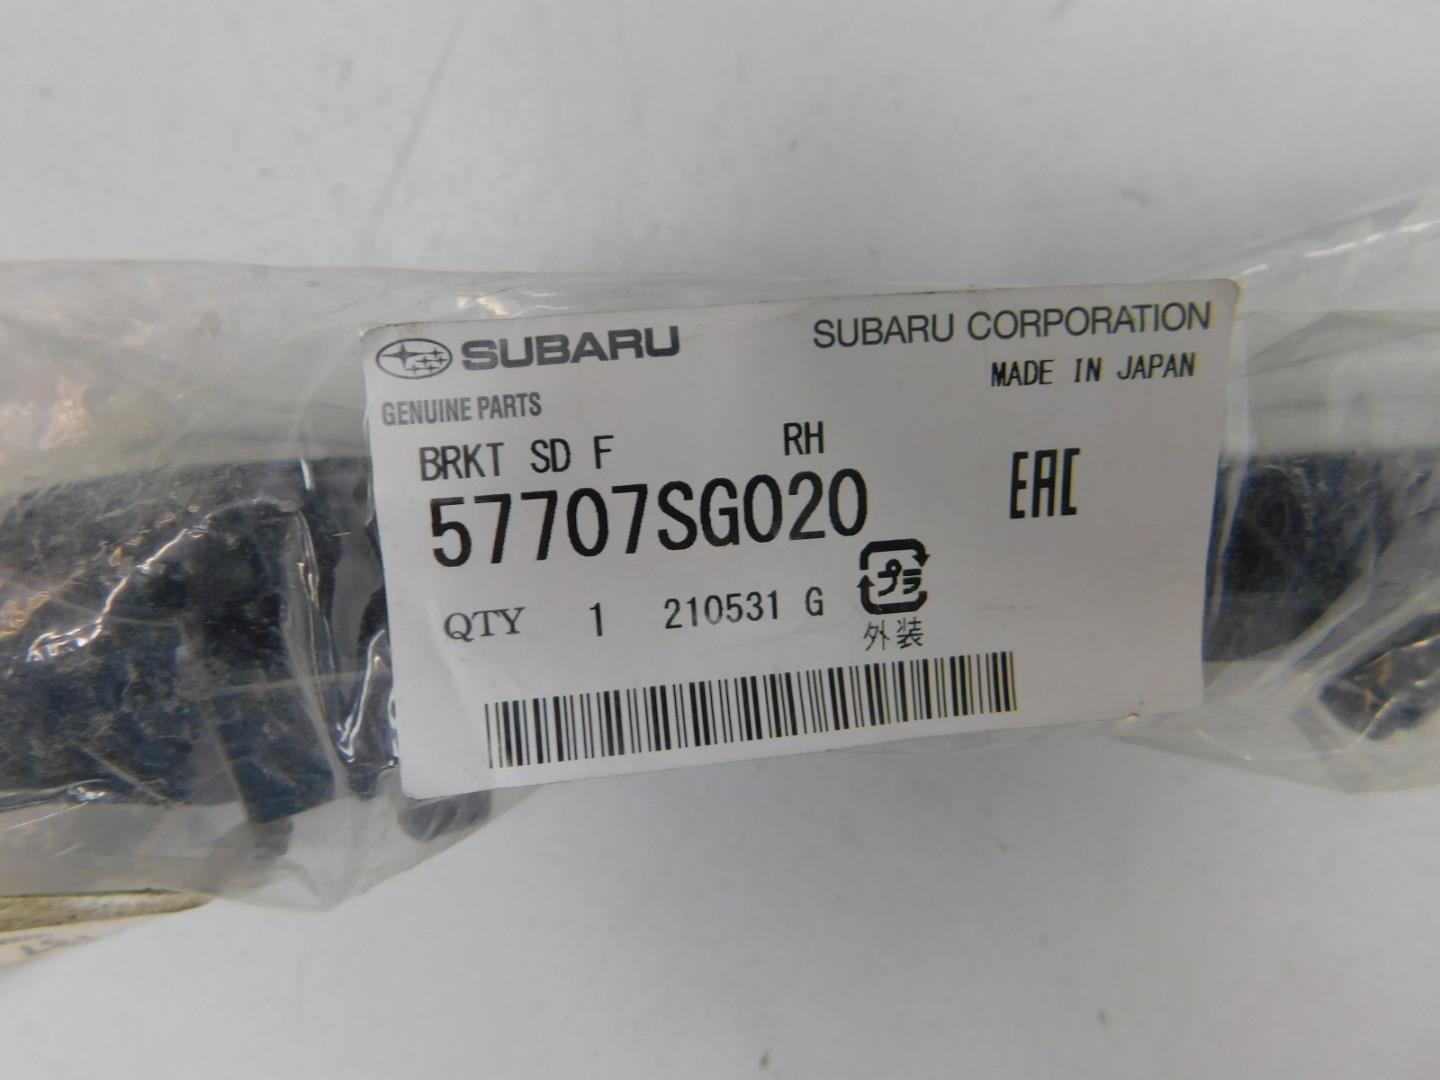 SUBARU
SUBARU CORPORATION
MADE IN JAPAN
GENUINE PARTS
BRKT SD F RH
57707SG020
EAC
QTY 1 210531 G
プラ
外装